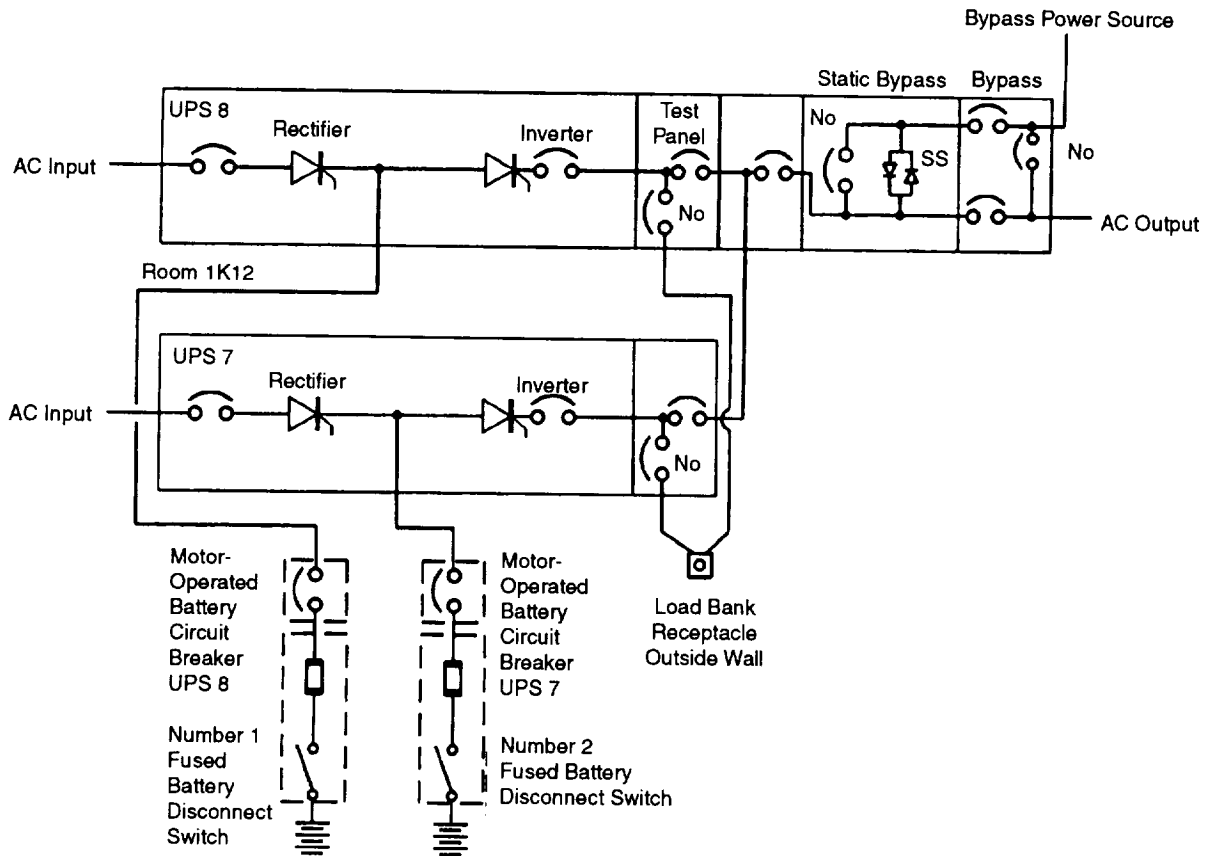 Bypass Power Source
Static Bypass
Bypass
UPS 8
Rectifier
Inverter
Test
Panel
No
SS
No
AC Input
No
AC Output
Room 1K12
UPS 7
Rectifier
Inverter
AC Input
No
Motor-
Operated
Battery
Circuit
Breaker
UPS 8
Motor-
Operated
Battery
Circuit
Breaker
UPS 7
Load Bank
Receptacle
Outside Wall
Number 1
Fused
Battery
Disconnect
Switch
Number 2
Fused Battery
Disconnect Switch